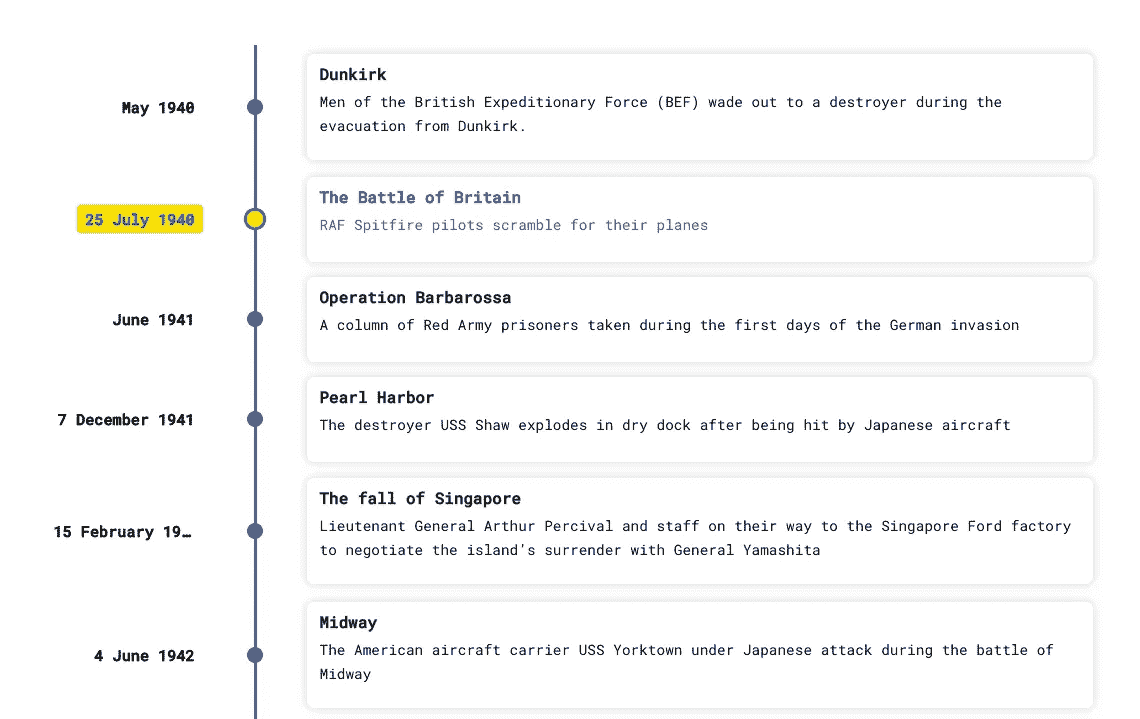 Dunkirk
May 1940
Men of the British Expeditionary Force (BEF) wade out to a destroyer during the
evacuation from Dunkirk.
The Battle of Britain
25 July 1940
RAF Spitfire pilots scramble for their planes
Operation Barbarossa
June 1941
A column of Red Army prisoners taken during the first days of the German invasion
Pearl Harbor
7 December 1941
The destroyer USS Shaw explodes in dry dock after being hit by Japanese aircraft
The fall of Singapore
15 February 19…
Lieutenant General Arthur Percival and staff on their way to the Singapore Ford factory
to negotiate the island’s surrender with General Yamashita
Midway
4 June 1942
The American aircraft carrier USS Yorktown under Japanese attack during the battle of
Midway